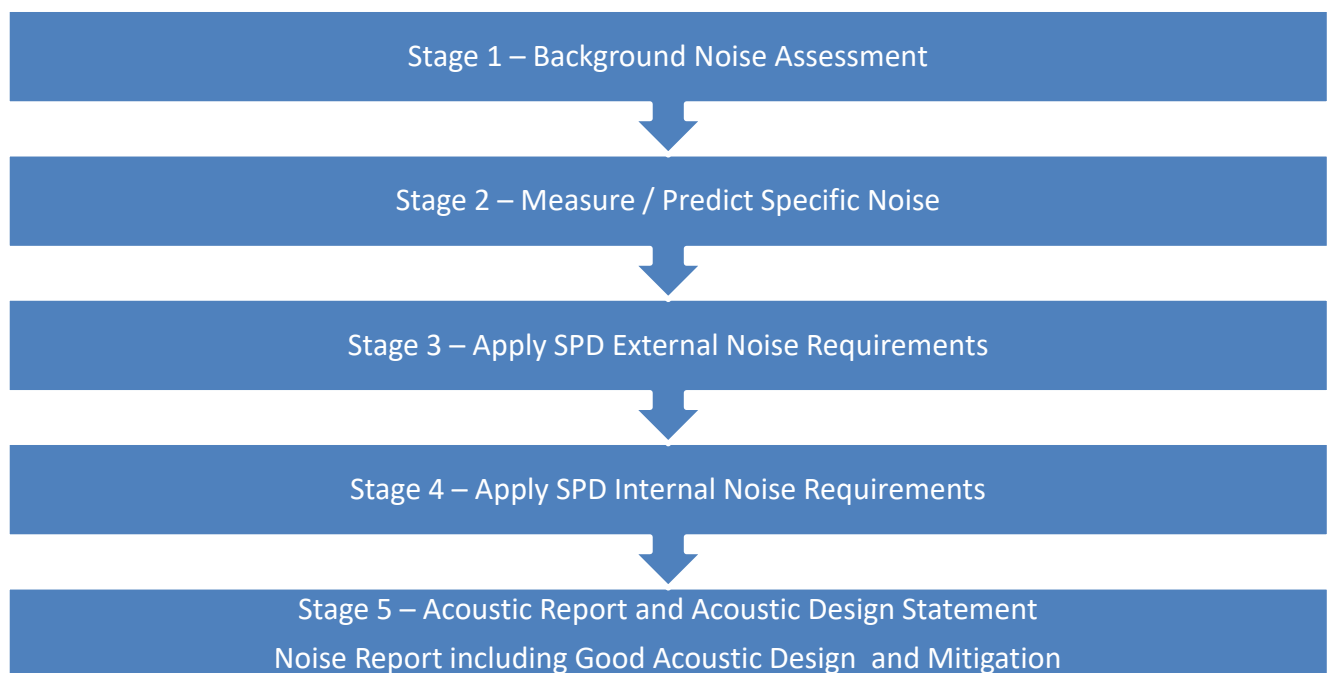 Stage 1 – Background Noise Assessment
Stage 2 – Measure / Predict Specific Noise
Stage 3 – Apply SPD External Noise Requirements
Stage 4 – Apply SPD Internal Noise Requirements
Stage 5 – Acoustic Report and Acoustic Design Statement
Noise Report including Good Acoustic Design and Mitigation